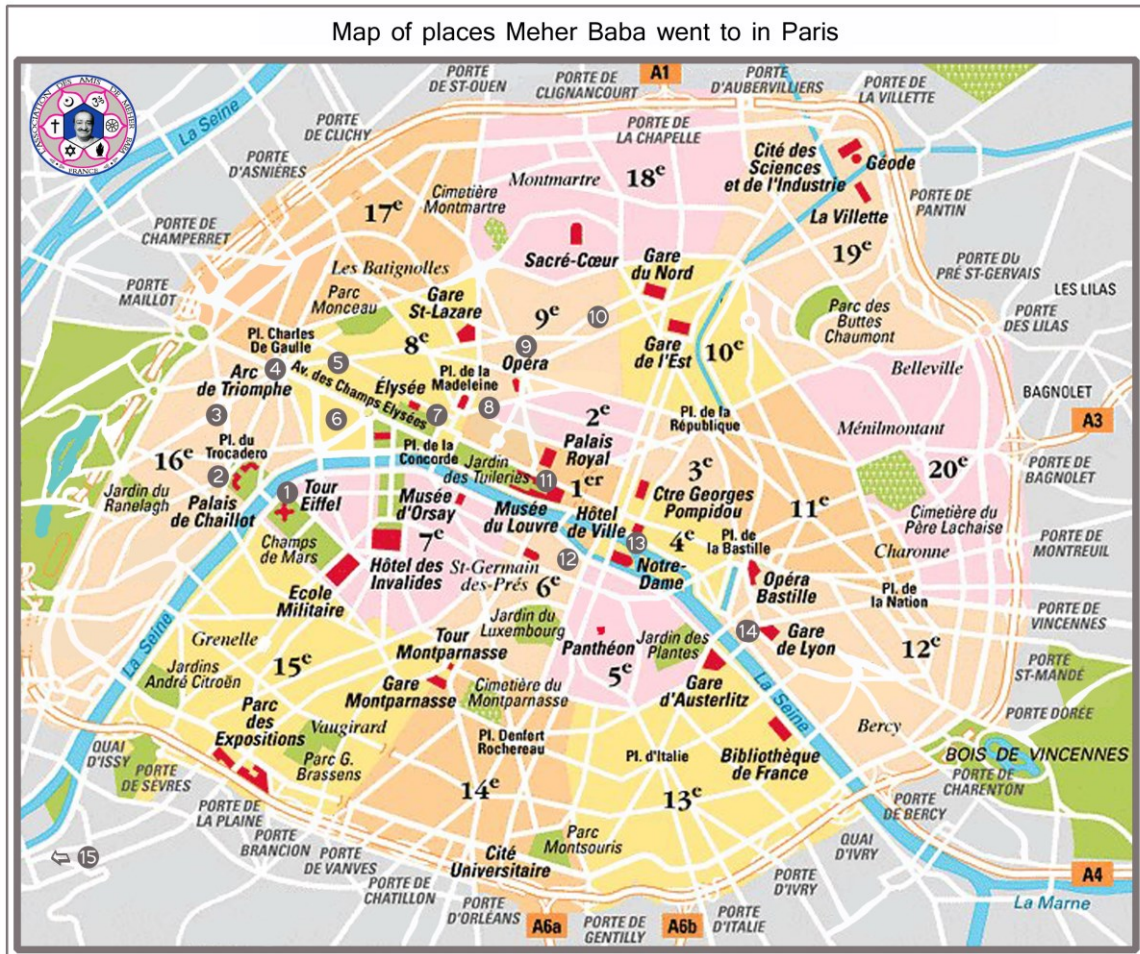 Map of places Meher Baba went to in Paris
ASSOCIATION DES AMIS DE MEHER BABA
FRANCE
PORTE
DE ST-OUEN
PORTE DE
CLIGNANCOURT
A1
PORTE
D'AUBERVILLIERS
PORTE DE
LA VILLETTE
La Seine
PORTE
DE CLICHY
PORTE DE
LA CHAPELLE
PORTE
D'ASNIÈRES
Montmartre
18e
Cité des
Sciences
et de l'Industrie
Géode
PORTE DE
CHAMPERRET
17e
Cimetière
Montmartre
La Villette
PORTE DE
PANTIN
Sacré-Cœur
Gare
du Nord
19e
PORTE DU
PRÉ ST-GERVAIS
PORTE
MAILLOT
Les Batignolles
Parc
Monceau
Gare
St-Lazare
9e
10
Parc des
Buttes
Chaumont
LES LILAS
PORTE
DES LILAS
Pl. Charles
De Gaulle
8e
9
Opéra
Gare
de l'Est
10e
4
5
Arc
de Triomphe
Av. des Champs Elysées
Élysée
Pl. de la
Madeleine
Belleville
BAGNOLET
3
6
7
8
2e
Pl. de la
République
A3
Pl. du
Trocadero
16e
Pl. de la
Concorde
Jardin
des Tuileries
Palais
Royal
3e
Ménilmontant
20e
PORTE DE
BAGNOLET
2
Jardin du
Ranelagh
Palais
de Chaillot
1
Tour
Eiffel
Musée
d'Orsay
Musée
du Louvre
11
1er
Hôtel
de Ville
Ctre Georges
Pompidou
11e
Cimetière du
Père Lachaise
Champs
de Mars
7e
Hôtel des
Invalides
St-Germain
des-Prés
12
13
4e
Notre-
Dame
Pl. de
la Bastille
Charonne
PORTE DE
MONTREUIL
Ecole
Militaire
6e
Opéra
Bastille
Pl. de
la Nation
PORTE DE
VINCENNES
La Seine
Grenelle
Jardin du
Luxembourg
Tour
Montparnasse
Panthéon
5e
Jardin des
Plantes
14
Gare
de Lyon
12e
PORTE
ST-MANDÉ
Jardins
André Citroën
15e
Gare
Montparnasse
Cimetière du
Montparnasse
Gare
d'Austerlitz
La Seine
Bercy
PORTE DORÉE
Parc
des
Expositions
Vaugirard
Parc G.
Brassens
Pl. Denfert
Rochereau
Pl. d'Italie
Bibliothèque
de France
BOIS DE VINCENNES
QUAI
D'ISSY
PORTE
DE SÈVRES
14e
13e
PORTE DE
CHARENTON
PORTE DE
LA PLAINE
PORTE
DE BERCY
15
PORTE
BRANCION
PORTE
DE VANVES
Cité
Universitaire
Parc
Montsouris
QUAI
D'IVRY
PORTE DE
CHATILLON
PORTE
D'IVRY
A4
PORTE
D'ORLÉANS
A6a
PORTE DE
GENTILLY
A6b
PORTE
D'ITALIE
La Marne